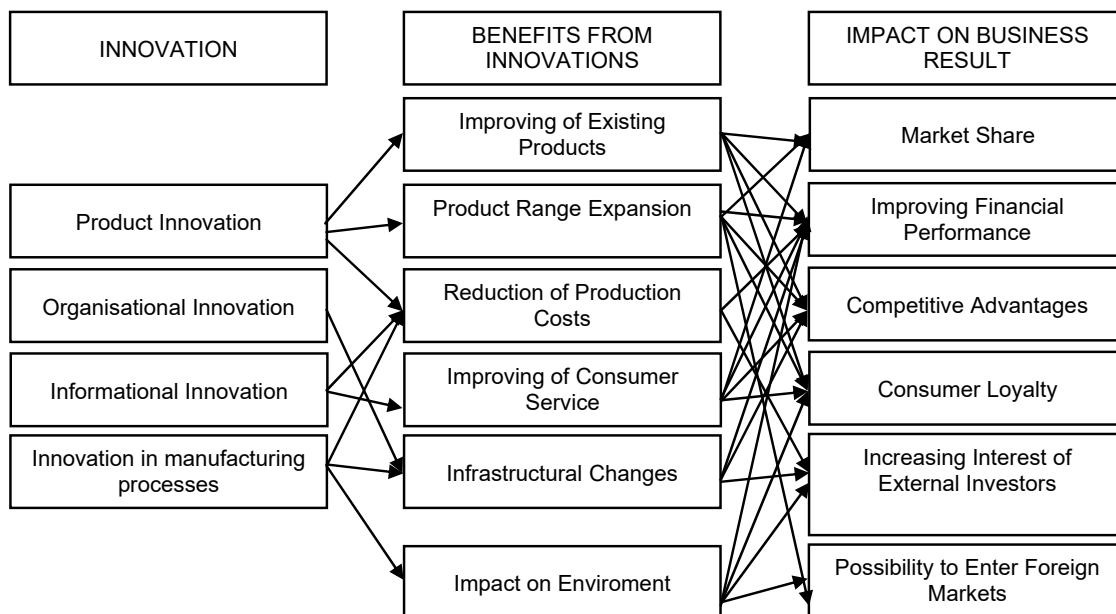 INNOVATION
BENEFITS FROM
INNOVATIONS
IMPACT ON BUSINESS
RESULT
Product Innovation
Organisational Innovation
Informational Innovation
Innovation in manufacturing
processes
Improving of Existing
Products
Product Range Expansion
Reduction of Production
Costs
Improving of Consumer
Service
Infrastructural Changes
Impact on Enviroment
Market Share
Improving Financial
Performance
Competitive Advantages
Consumer Loyalty
Increasing Interest of
External Investors
Possibility to Enter Foreign
Markets